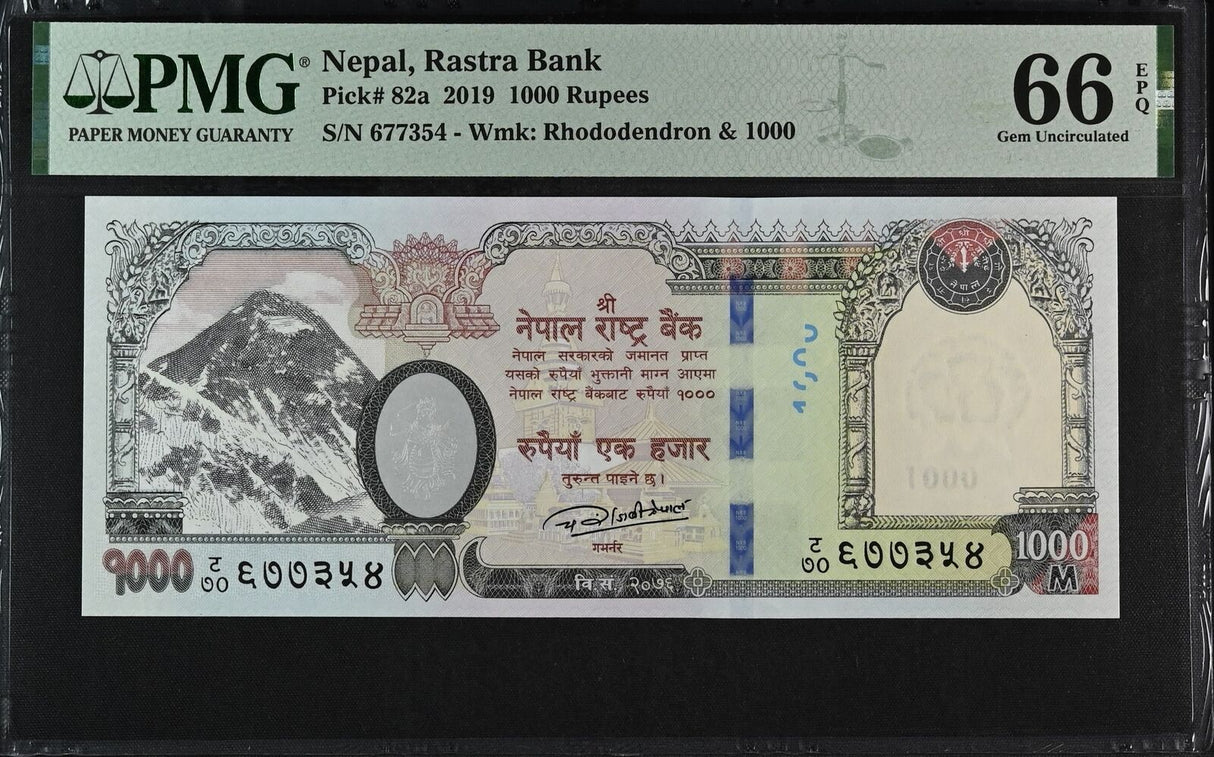 PMG®
PAPER MONEY GUARANTY
Nepal, Rastra Bank
Pick# 82a 2019 1000 Rupees
S/N 677354 - Wmk: Rhododendron & 1000
66
EPQ
Gem Uncirculated
श्री
नेपाल राष्ट्र बैंक
नेपाल सरकारको जमानत प्राप्त
यसको रुपैयाँ भुक्तानी माग्न आएमा
नेपाल राष्ट्र बैंकबाट रुपैयाँ १०००
रुपैयाँ एक हजार
तुरुन्त पाइने छ।
गभर्नर
१०००
ट
७० ६७७३५४
वि.सं. २०७६
ट
७० ६७७३५४
1000
१,०००